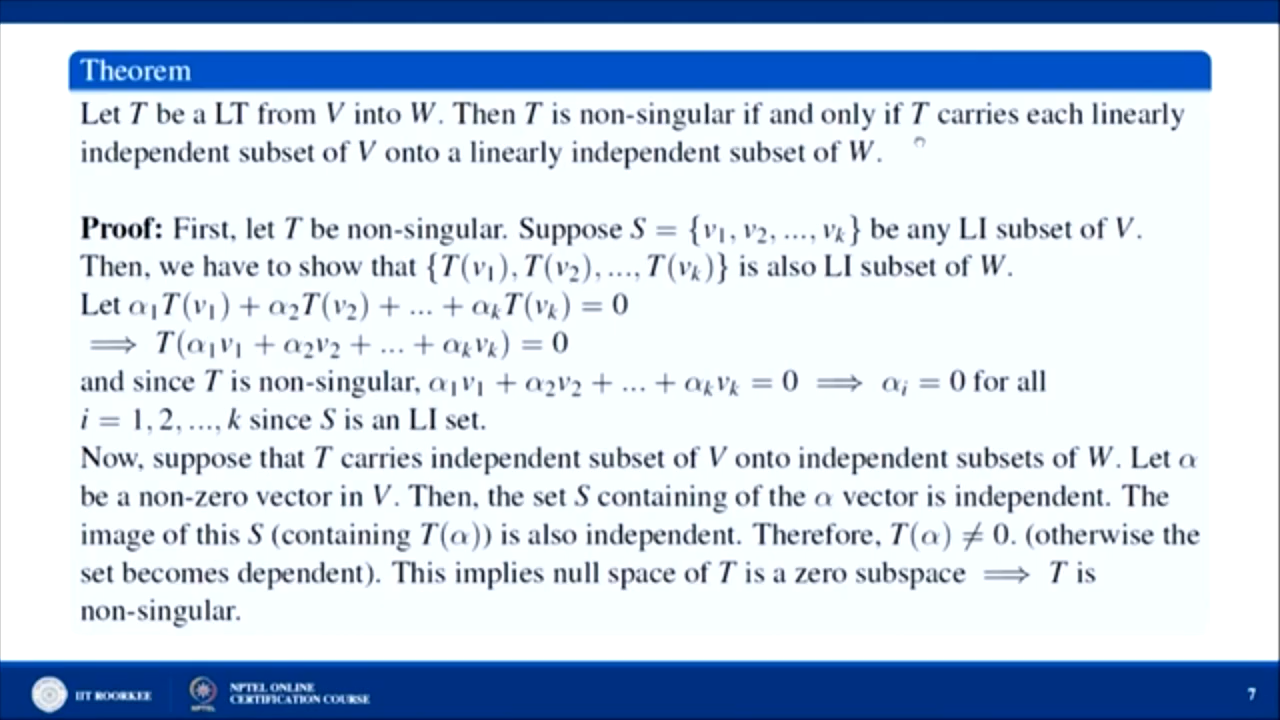 Theorem
Let T be a LT from V into W. Then T is non-singular if and only if T carries each linearly
independent subset of V onto a linearly independent subset of W.
Proof: First, let T be non-singular. Suppose S = {v₁, v₂, ..., vₖ} be any LI subset of V.
Then, we have to show that {T(v₁), T(v₂), ..., T(vₖ)} is also LI subset of W.
Let α₁T(v₁) + α₂T(v₂) + ... + αₖT(vₖ) = 0
⟹ T(α₁v₁ + α₂v₂ + ... + αₖvₖ) = 0
and since T is non-singular, α₁v₁ + α₂v₂ + ... + αₖvₖ = 0 ⟹ αᵢ = 0 for all
i = 1, 2, ..., k since S is an LI set.
Now, suppose that T carries independent subset of V onto independent subsets of W. Let α
be a non-zero vector in V. Then, the set S containing of the α vector is independent. The
image of this S (containing T(α)) is also independent. Therefore, T(α) ≠ 0. (otherwise the
set becomes dependent). This implies null space of T is a zero subspace ⟹ T is
non-singular.
IIT ROORKEE
NPTEL
NPTEL ONLINE
CERTIFICATION COURSE
7